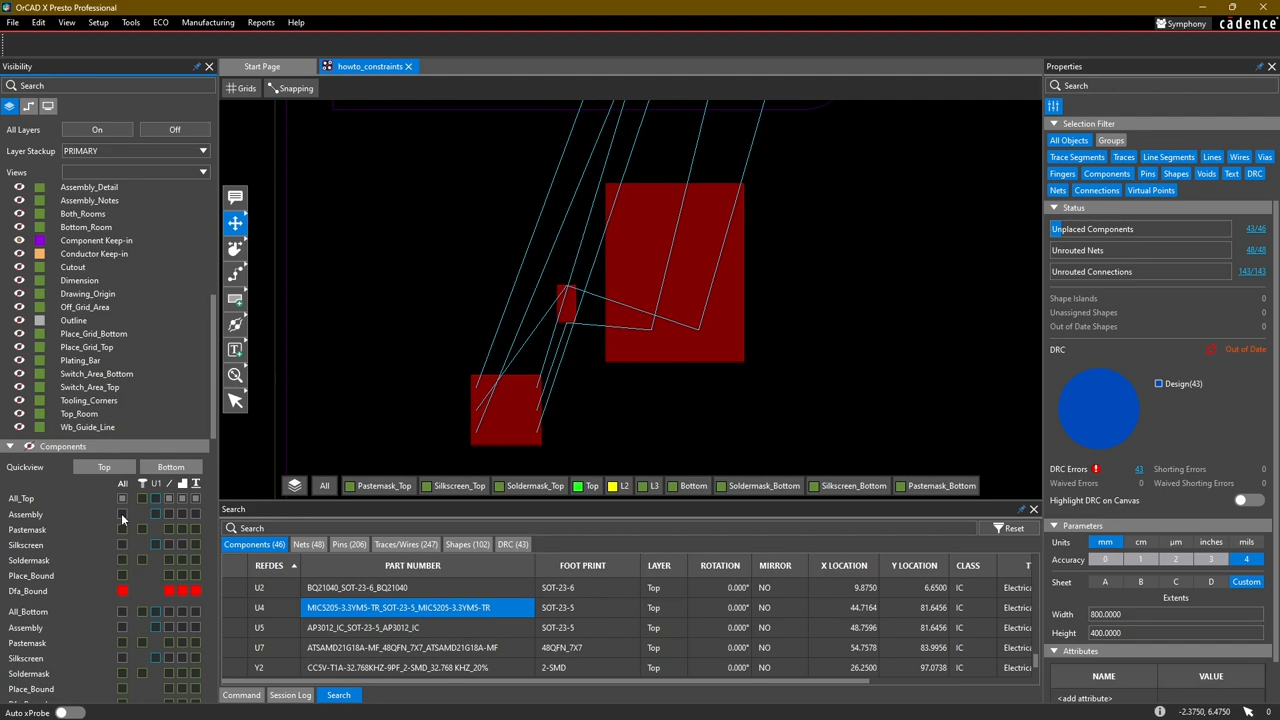 OrCAD X Presto Professional
File Edit View Setup Tools ECO Manufacturing Reports Help
Symphony cādence
Visibility
Start Page howto_constraints
Properties
Search
Grids Snapping
Search
All Layers On Off
Layer Stackup PRIMARY
Views
Assembly_Detail
Assembly_Notes
Both_Rooms
Bottom_Room
Component Keep-in
Conductor Keep-in
Cutout
Dimension
Drawing_Origin
Off_Grid_Area
Outline
Place_Grid_Bottom
Place_Grid_Top
Plating_Bar
Switch_Area_Bottom
Switch_Area_Top
Tooling_Corners
Top_Room
Wb_Guide_Line
Components
Quickview Top Bottom
All U1
All_Top
Assembly
Pastemask
Silkscreen
Soldermask
Place_Bound
Dfa_Bound
All_Bottom
Assembly
Pastemask
Silkscreen
Soldermask
Place_Bound
Auto xProbe
All Pastemask_Top Silkscreen_Top Soldermask_Top Top L2 L3 Bottom Soldermask_Bottom Silkscreen_Bottom Pastemask_Bottom
Search
Search Reset
Components (46) Nets (48) Pins (206) Traces/Wires (247) Shapes (102) DRC (43)
REFDES PART NUMBER FOOT PRINT LAYER ROTATION MIRROR X LOCATION Y LOCATION CLASS
U2 BQ21040_SOT-23-6_BQ21040 SOT-23-6 Top 0.000° NO 9.8750 6.6500 IC Electrica
U4 MIC5205-3.3YM5-TR_SOT-23-5_MIC5205-3.3YM5-TR SOT-23-5 Top 0.000° NO 44.7164 81.6456 IC Electrica
U5 AP3012_IC_SOT-23-5_AP3012_IC SOT-23-5 Top 0.000° NO 48.7596 81.6456 IC Electrica
U7 ATSAMD21G18A-MF_48QFN_7X7_ATSAMD21G18A-MF 48QFN_7X7 Top 0.000° NO 54.7578 83.9956 IC Electrica
Y2 CC5V-T1A-32.768KHZ-9PF_2-SMD_32.768 KHZ_20% 2-SMD Top 0.000° NO 26.2500 97.0738 IC Electrica
Command Session Log Search
Selection Filter
All Objects Groups
Trace Segments Traces Line Segments Lines Wires Vias
Fingers Components Pins Shapes Voids Text DRC
Nets Connections Virtual Points
Status
Unplaced Components 43/46
Unrouted Nets 48/48
Unrouted Connections 143/143
Shape Islands 0
Unassigned Shapes 0
Out of Date Shapes 0
DRC Out of Date
Design(43)
DRC Errors 43 Shorting Errors 0
Waived Errors 0 Waived Shorting Errors 0
Highlight DRC on Canvas
Parameters
Units mm cm µm inches mils
Accuracy 0 1 2 3 4
Sheet A B C D Custom
Extents
Width 800.0000
Height 400.0000
Attributes
NAME VALUE
<add attribute>
-2.3750, 6.4750 0